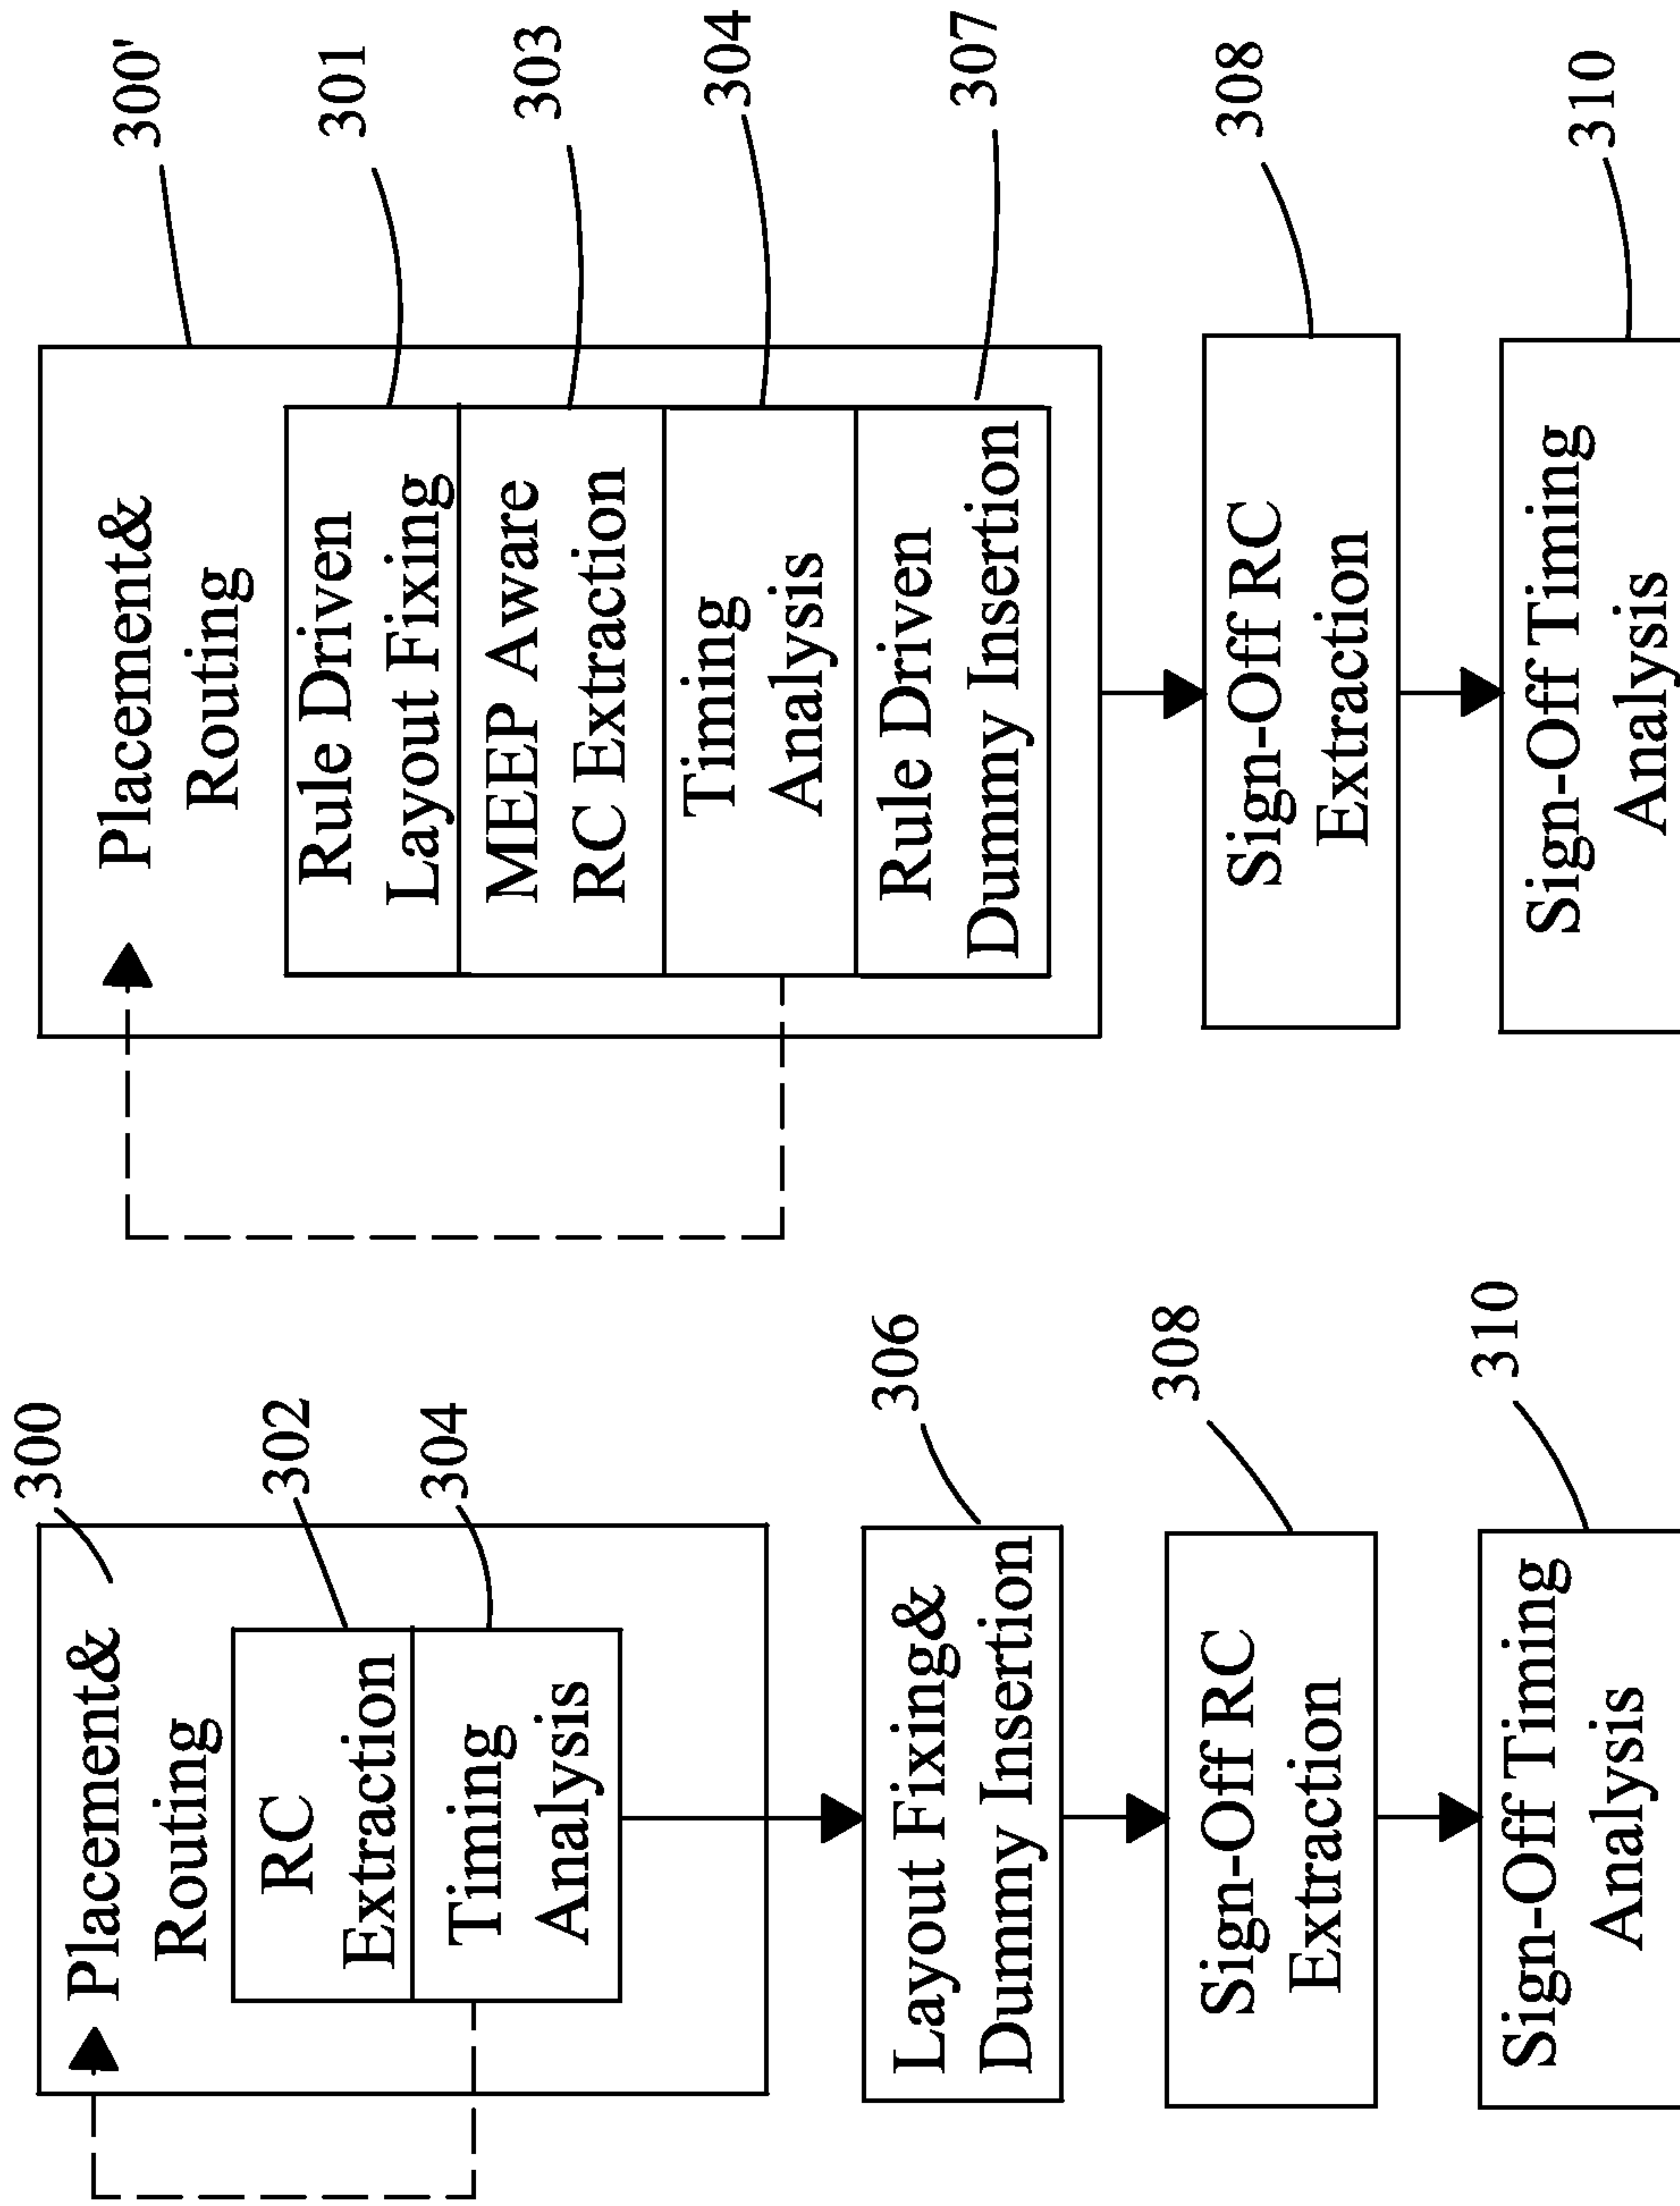 300
Placement&
Routing
302
RC
Extraction
304
Timing
Analysis
306
Layout Fixing&
Dummy Insertion
308
Sign-Off RC
Extraction
310
Sign-Off Timing
Analysis
300'
Placement&
Routing
301
Rule Driven
Layout Fixing
303
MEEP Aware
RC Extraction
304
Timing
Analysis
307
Rule Driven
Dummy Insertion
308
Sign-Off RC
Extraction
310
Sign-Off Timing
Analysis